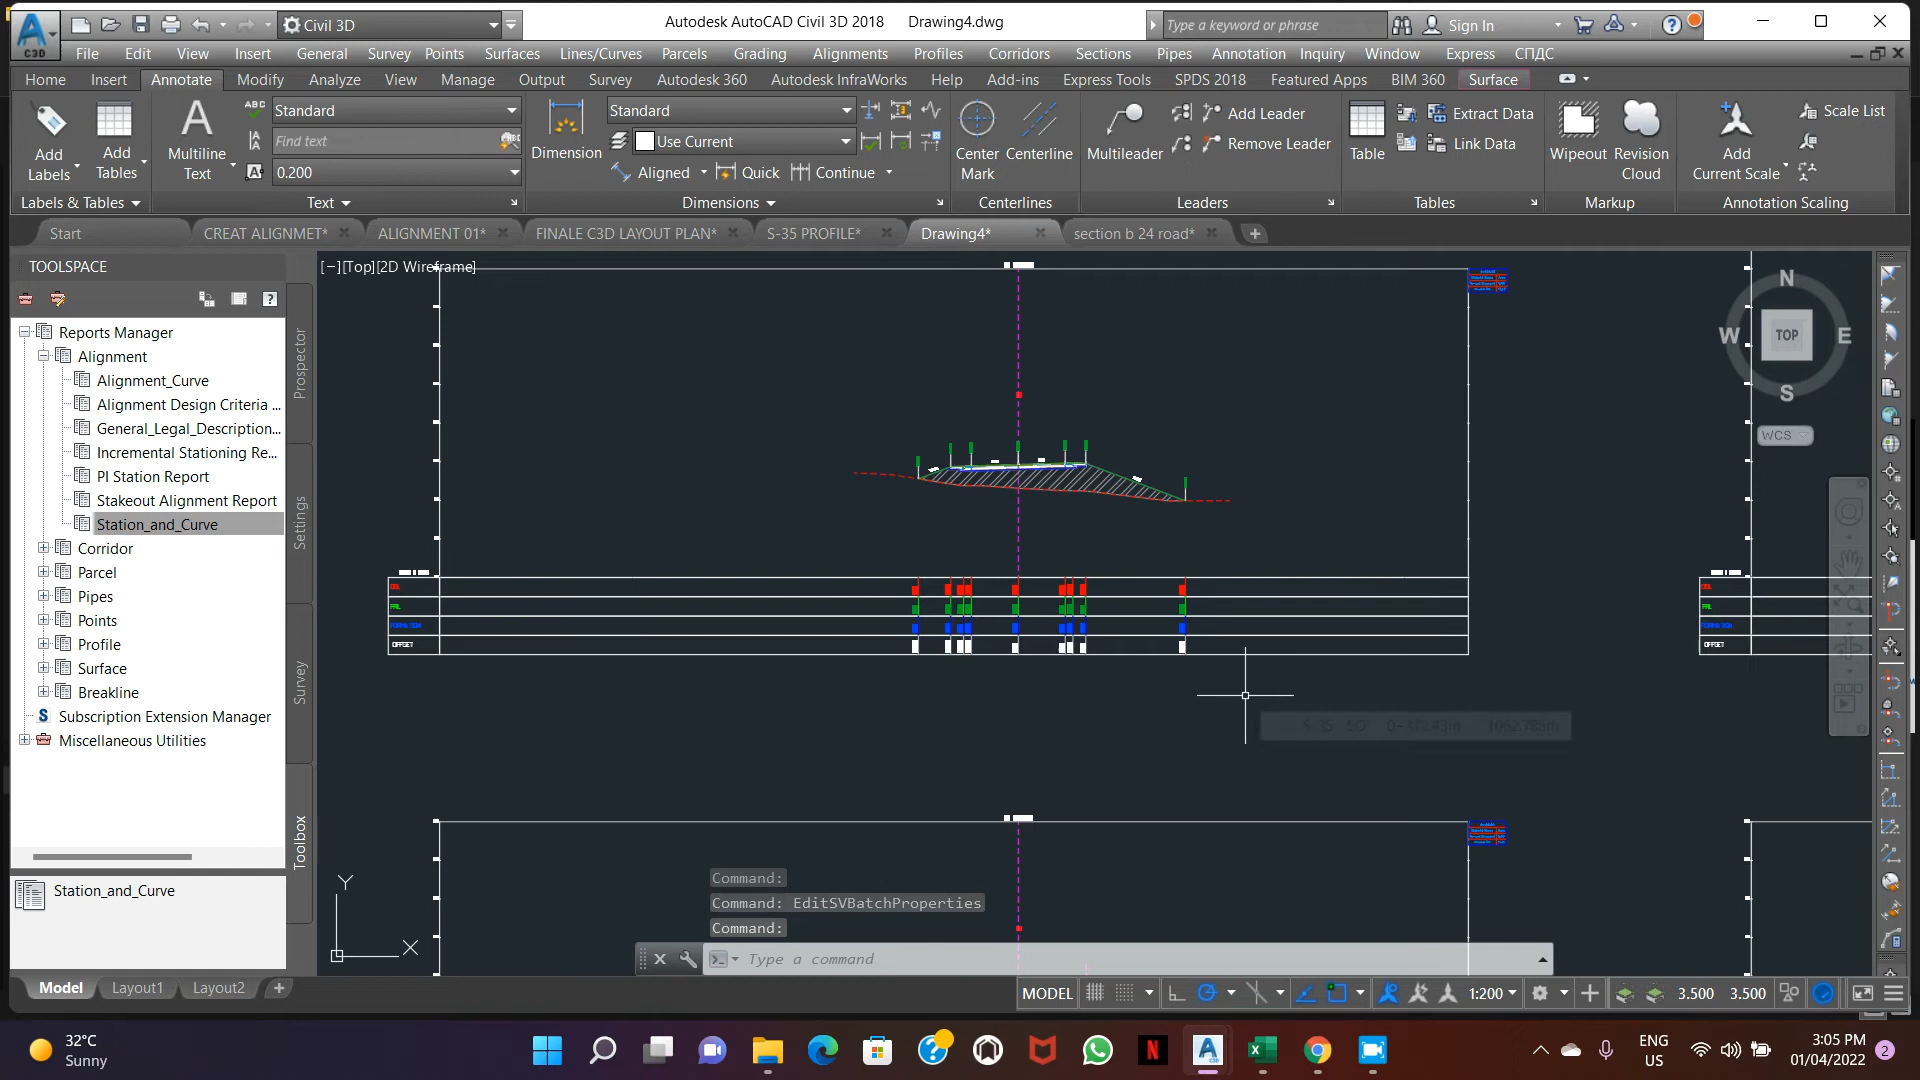 Civil 3D
Autodesk AutoCAD Civil 3D 2018 Drawing4.dwg
Type a keyword or phrase
Sign In
C3D
File Edit View Insert General Survey Points Surfaces Lines/Curves Parcels Grading Alignments Profiles Corridors Sections Pipes Annotation Inquiry Window Express СПДС
Home Insert Annotate Modify Analyze View Manage Output Survey Autodesk 360 Autodesk InfraWorks Help Add-ins Express Tools SPDS 2018 Featured Apps BIM 360 Surface
Add Labels
Add Tables
Labels & Tables
Multiline Text
ABC Standard
Find text
0.200
Text
Dimension
Standard
Use Current
Aligned Quick Continue
Dimensions
Center Mark
Centerline
Centerlines
Multileader
Add Leader
Remove Leader
Leaders
Table
Extract Data
Link Data
Tables
Wipeout
Revision Cloud
Markup
Add Current Scale
Scale List
Annotation Scaling
Start CREAT ALIGNMET* ALIGNMENT 01* FINALE C3D LAYOUT PLAN* S-35 PROFILE* Drawing4* section b 24 road*
TOOLSPACE
Reports Manager
Alignment
Alignment_Curve
Alignment Design Criteria ...
General_Legal_Description...
Incremental Stationing Re...
PI Station Report
Stakeout Alignment Report
Station_and_Curve
Corridor
Parcel
Pipes
Points
Profile
Surface
Breakline
Subscription Extension Manager
Miscellaneous Utilities
Prospector
Settings
Survey
Toolbox
Station_and_Curve
[−][Top][2D Wireframe]
N
W TOP E
S
WCS
OFFSET
OFFSET
Y
X
Command:
Command: EditSVBatchProperties
Command:
Type a command
Model Layout1 Layout2
MODEL 1:200 3.500 3.500
32°C
Sunny
ENG
US
3:05 PM
01/04/2022
2